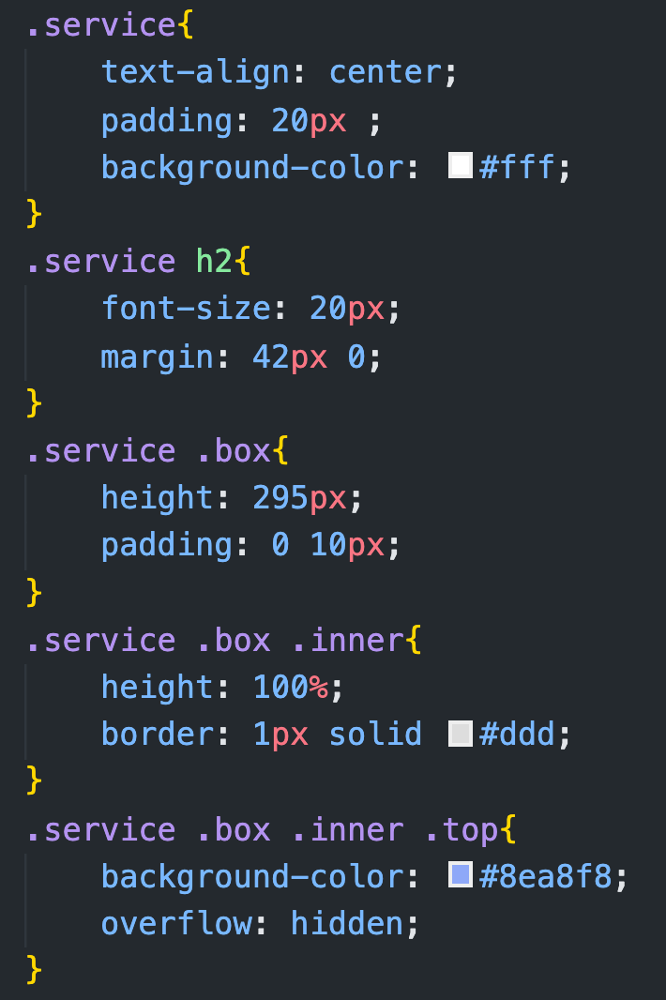 .service{
    text-align: center;
    padding: 20px ;
    background-color: #fff;
}
.service h2{
    font-size: 20px;
    margin: 42px 0;
}
.service .box{
    height: 295px;
    padding: 0 10px;
}
.service .box .inner{
    height: 100%;
    border: 1px solid #ddd;
}
.service .box .inner .top{
    background-color: #8ea8f8;
    overflow: hidden;
}